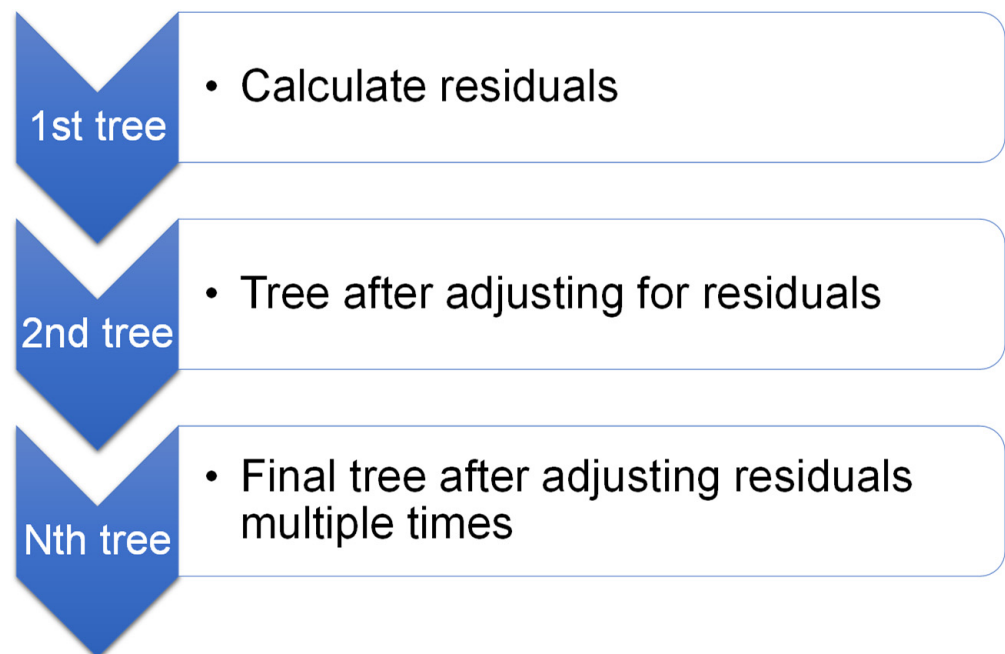 1st tree
• Calculate residuals
2nd tree
• Tree after adjusting for residuals
Nth tree
• Final tree after adjusting residuals
multiple times